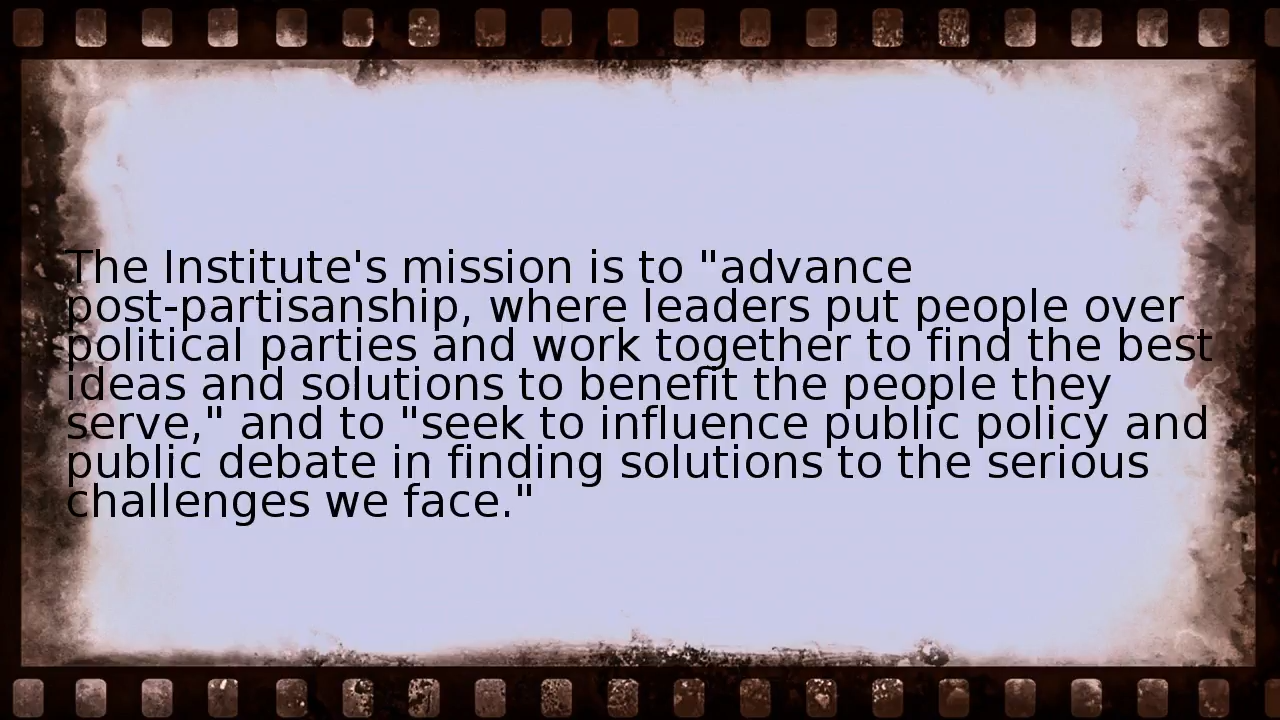 The Institute's mission is to "advance
post-partisanship, where leaders put people over
political parties and work together to find the best
ideas and solutions to benefit the people they
serve," and to "seek to influence public policy and
public debate in finding solutions to the serious
challenges we face."